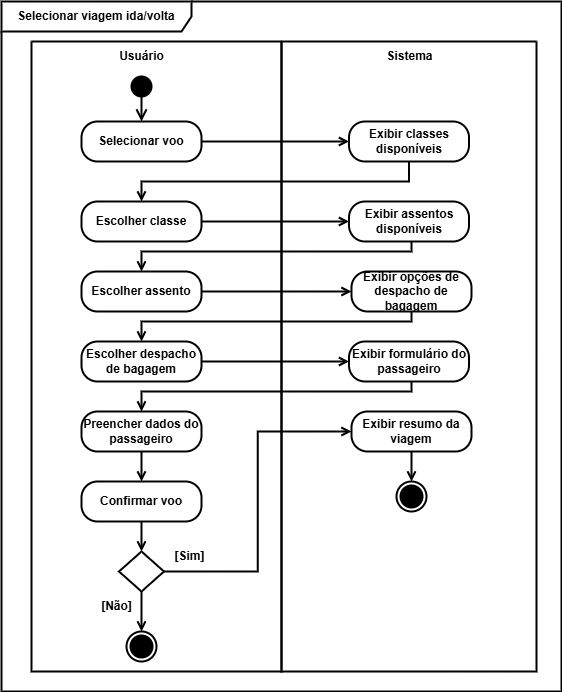 Selecionar viagem ida/volta
Usuário
Sistema
Selecionar voo
Exibir classes
disponíveis
Escolher classe
Exibir assentos
disponíveis
Escolher assento
Exibir opções de
despacho de
bagagem
Escolher despacho
de bagagem
Exibir formulário do
passageiro
Preencher dados do
passageiro
Exibir resumo da
viagem
Confirmar voo
[Sim]
[Não]